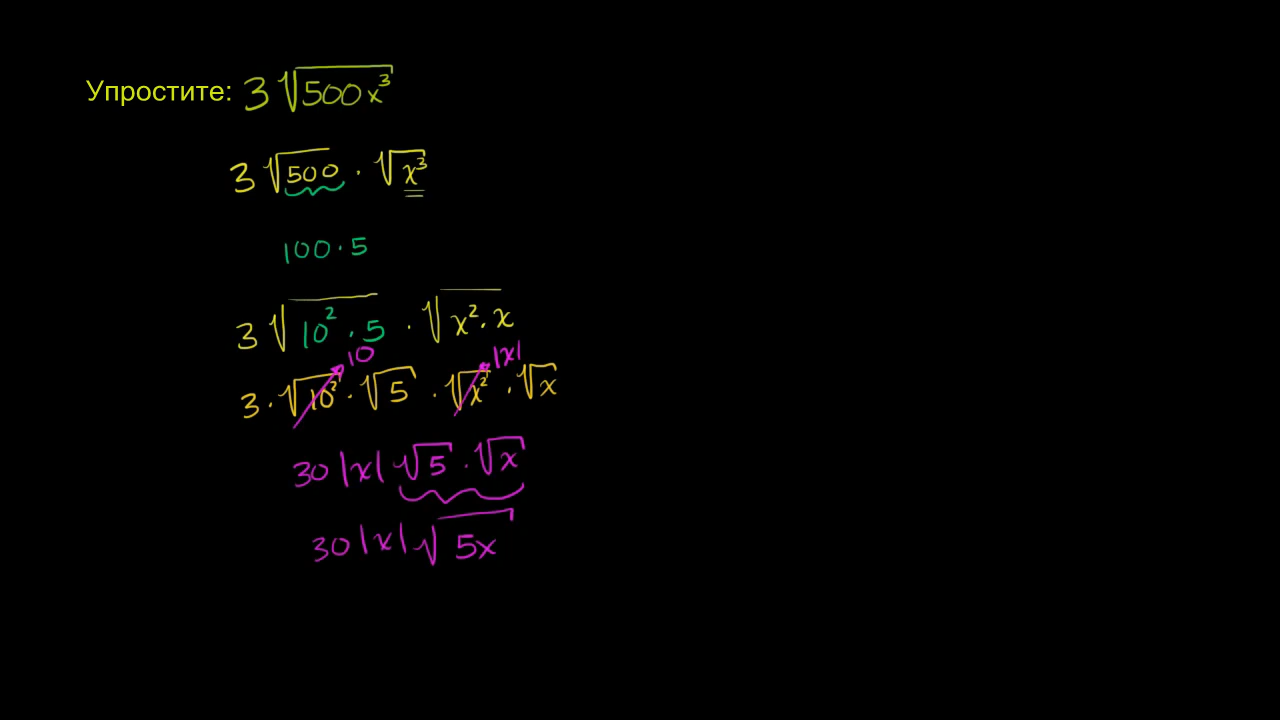 Упростите: 3√500x³
3√500 · √x³
100 · 5
3√10² · 5 · √x² · x
10 |x|
3 · √10² · √5 · √x² · √x
30 |x| √5 · √x
30 |x| √5x